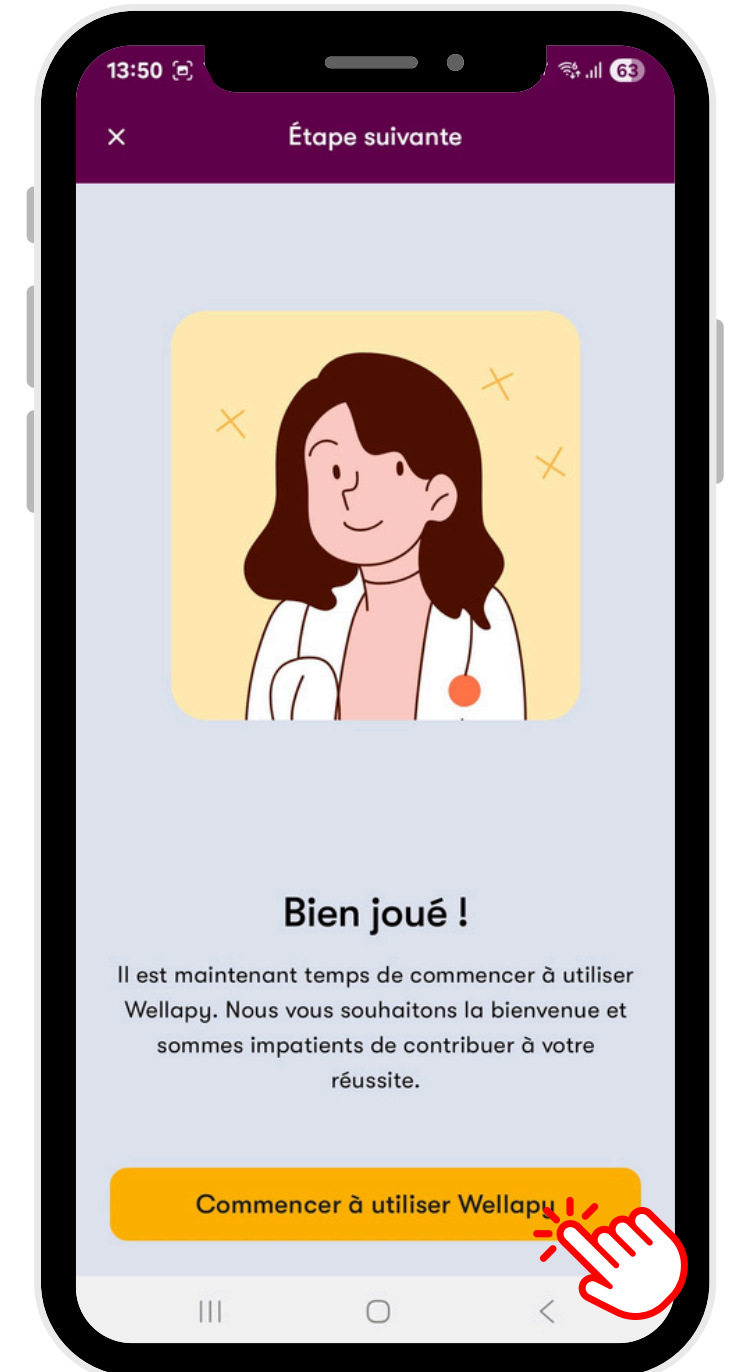 13:50
63
Étape suivante
Bien joué !
Il est maintenant temps de commencer à utiliser
Wellapy. Nous vous souhaitons la bienvenue et
sommes impatients de contribuer à votre
réussite.
Commencer à utiliser Wellapy